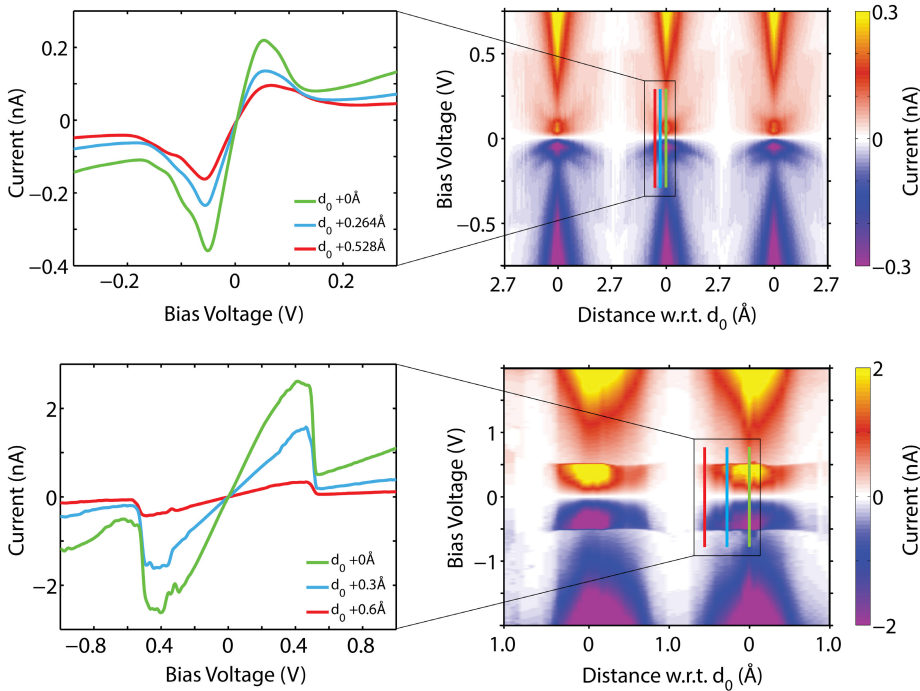 0.2
0
−0.2
−0.4
Current (nA)
−0.2
0
0.2
Bias Voltage (V)
d0 +0Å
d0 +0.264Å
d0 +0.528Å
0.5
0
−0.5
Bias Voltage (V)
2.7
0
2.7
0
2.7
0
2.7
Distance w.r.t. d0 (Å)
0.3
0
−0.3
Current (nA)
2
0
−2
Current (nA)
−0.8
−0.4
0
0.4
0.8
Bias Voltage (V)
d0 +0Å
d0 +0.3Å
d0 +0.6Å
1
0
−1
Bias Voltage (V)
1.0
0
1.0
0
1.0
Distance w.r.t. d0 (Å)
2
0
−2
Current (nA)